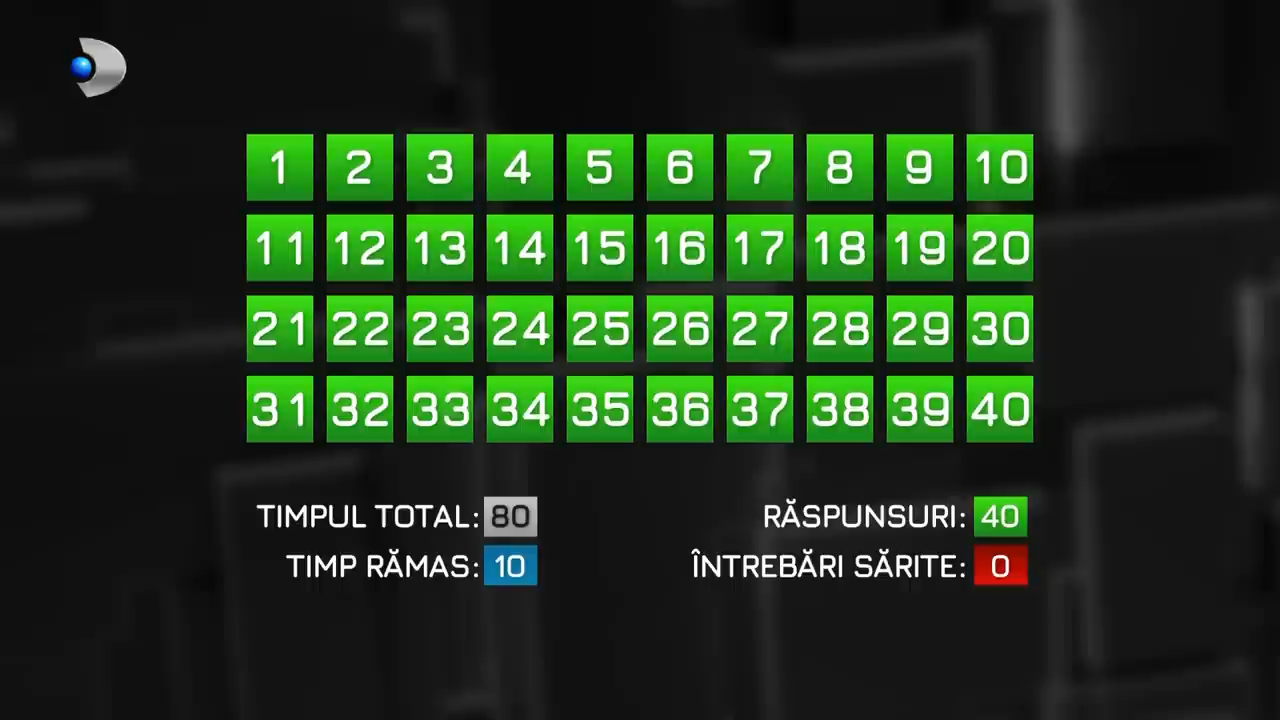 1 2 3 4 5 6 7 8 9 10
11 12 13 14 15 16 17 18 19 20
21 22 23 24 25 26 27 28 29 30
31 32 33 34 35 36 37 38 39 40
TIMPUL TOTAL: 80
RĂSPUNSURI: 40
TIMP RĂMAS: 10
ÎNTREBĂRI SĂRITE: 0